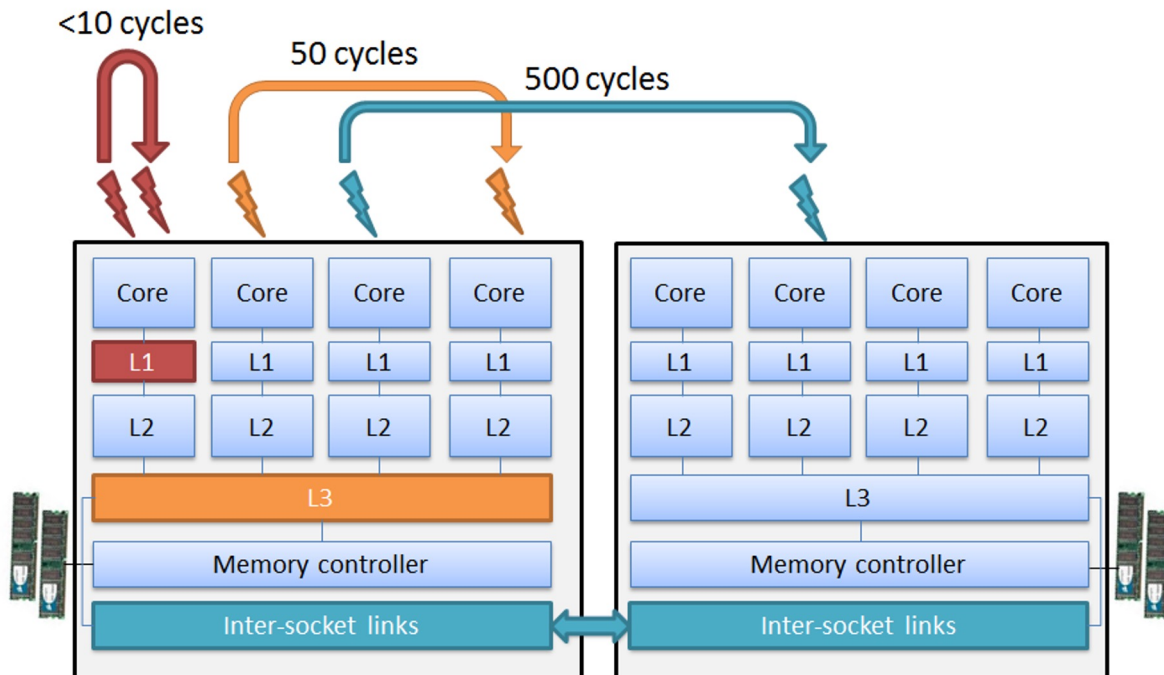 <10 cycles
50 cycles
500 cycles
Core Core Core Core Core Core Core Core
L1 L1 L1 L1 L1 L1 L1 L1
L2 L2 L2 L2 L2 L2 L2 L2
L3 L3
Memory controller Memory controller
Inter-socket links Inter-socket links